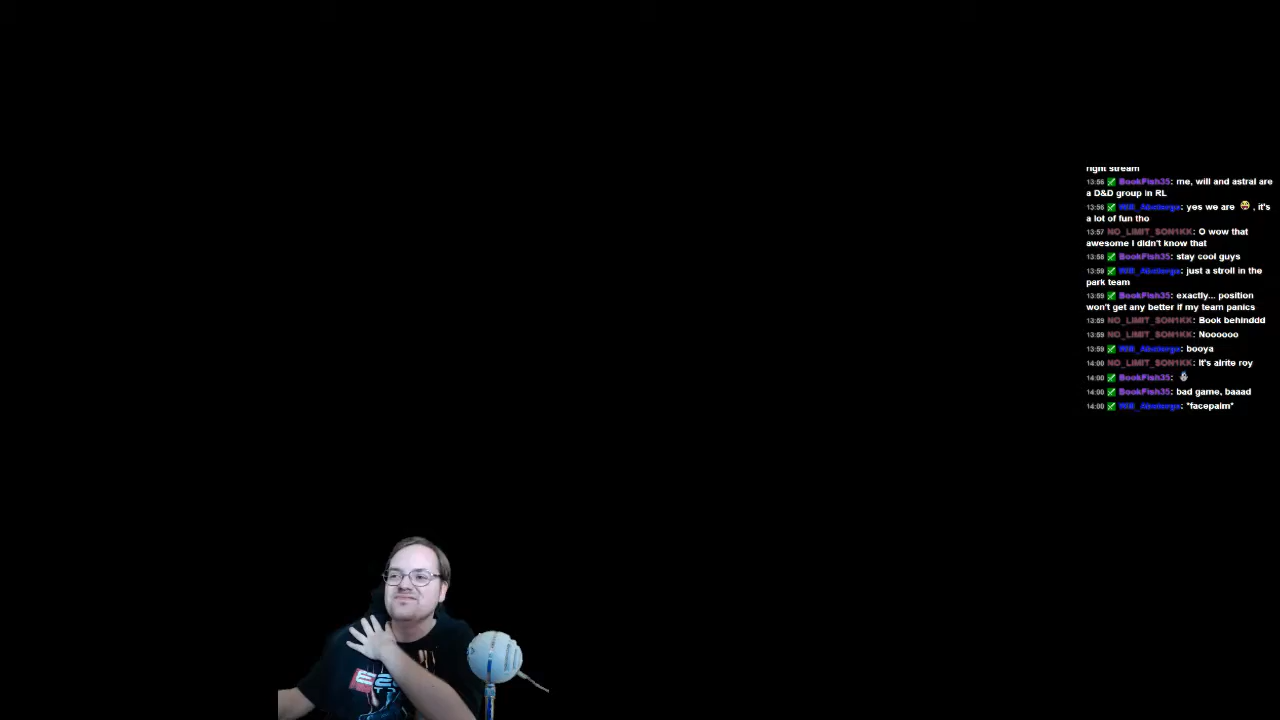 right stream
13:56 BookFish35: me, will and astral are
a D&D group in RL
13:56 yes we are , it's
a lot of fun tho
13:57 NO_LIMIT_SON1KK: O wow that
awesome I didn't know that
13:58 BookFish35: stay cool guys
13:59 just a stroll in the
park team
13:59 BookFish35: exactly... position
won't get any better if my team panics
13:59 NO_LIMIT_SON1KK: Book behinddd
13:59 NO_LIMIT_SON1KK: Noooooo
13:59 booya
14:00 NO_LIMIT_SON1KK: It's alrite roy
14:00 BookFish35:
14:00 BookFish35: bad game, baaad
14:00 *facepalm*